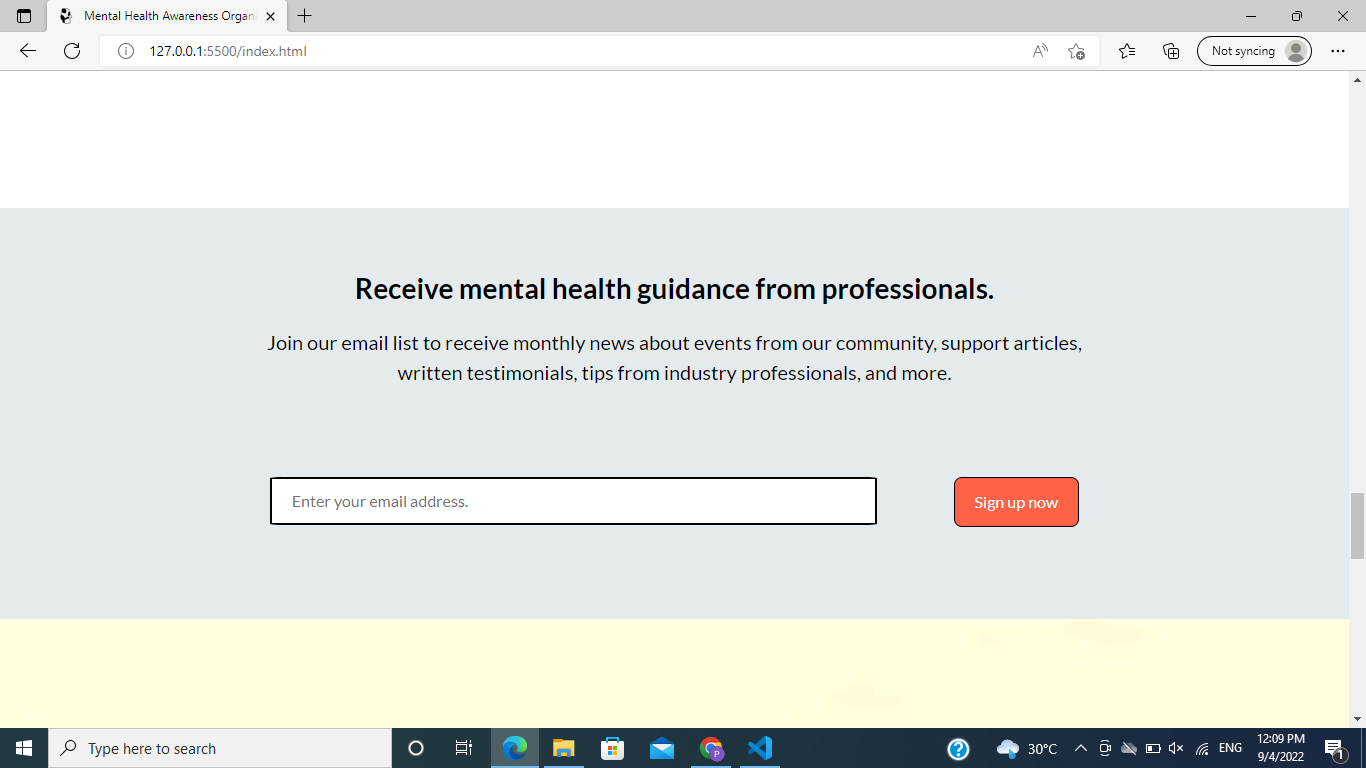 Mental Health Awareness Organi
127.0.0.1:5500/index.html
Not syncing
Receive mental health guidance from professionals.
Join our email list to receive monthly news about events from our community, support articles,
written testimonials, tips from industry professionals, and more.
Enter your email address.
Sign up now
Type here to search
P
30°C
ENG
12:09 PM
9/4/2022
1